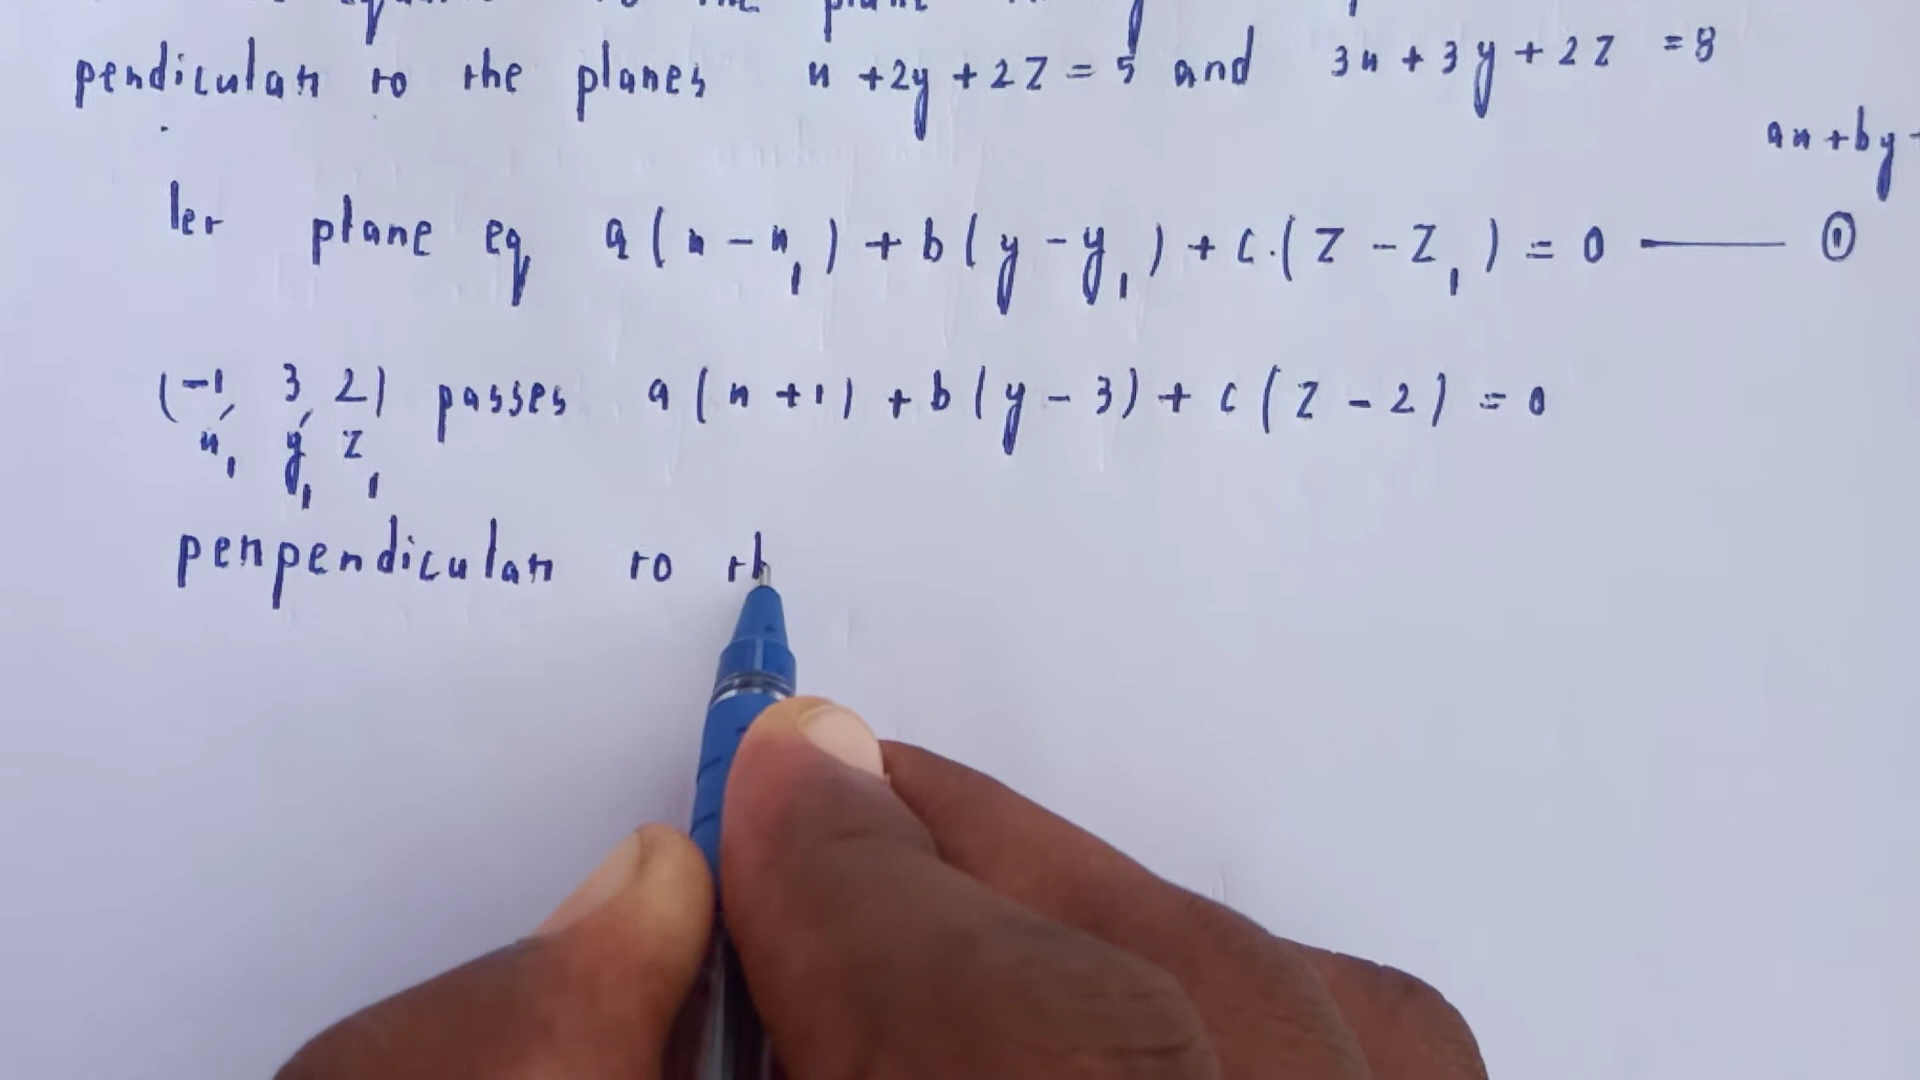 pendicular to the planes x + 2y + 2z = 5 and 3x + 3y + 2z = 8
ax + by +
let plane eq a(x - x₁) + b(y - y₁) + c.(z - z₁) = 0 —— ①
(-1, 3, 2) passes a(x + 1) + b(y - 3) + c(z - 2) = 0
x₁ y₁ z₁
perpendicular to th